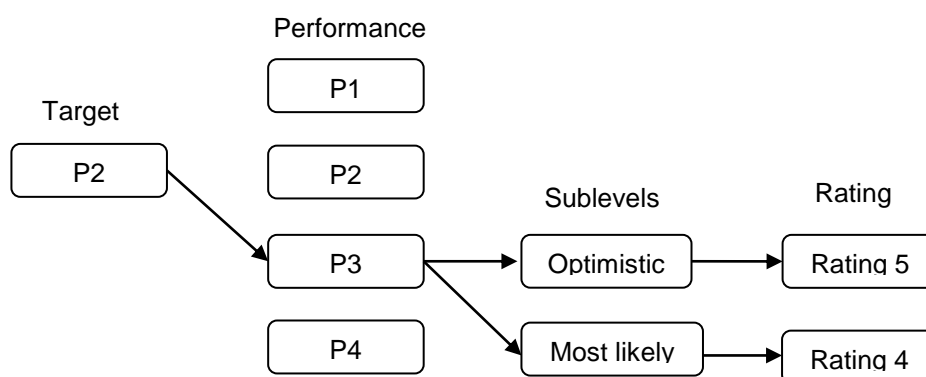 Performance
P1
Target
P2
P2
Sublevels
Rating
P3
Optimistic
Rating 5
P4
Most likely
Rating 4